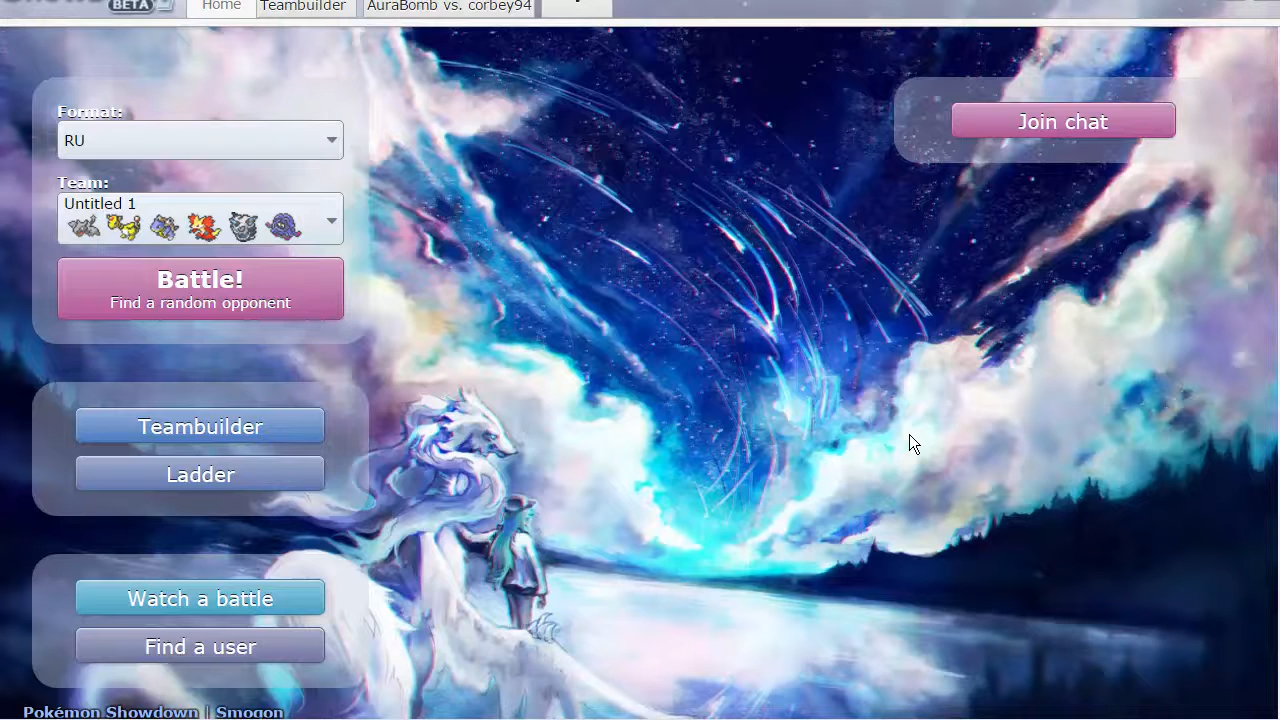 BETA
Home
Teambuilder
AuraBomb vs. corbey94
Format:
RU
Team:
Untitled 1
Battle!
Find a random opponent
Join chat
Teambuilder
Ladder
Watch a battle
Find a user
Pokémon Showdown | Smogon